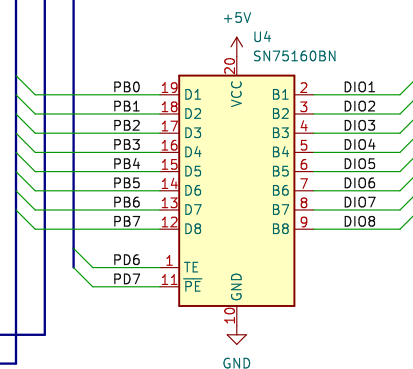 +5V
U4
SN75160BN
20
VCC
PB0 19 D1 B1 2 DIO1
PB1 18 D2 B2 3 DIO2
PB2 17 D3 B3 4 DIO3
PB3 16 D4 B4 5 DIO4
PB4 15 D5 B5 6 DIO5
PB5 14 D6 B6 7 DIO6
PB6 13 D7 B7 8 DIO7
PB7 12 D8 B8 9 DIO8
PD6 1 TE
PD7 11 PE
GND
10
GND